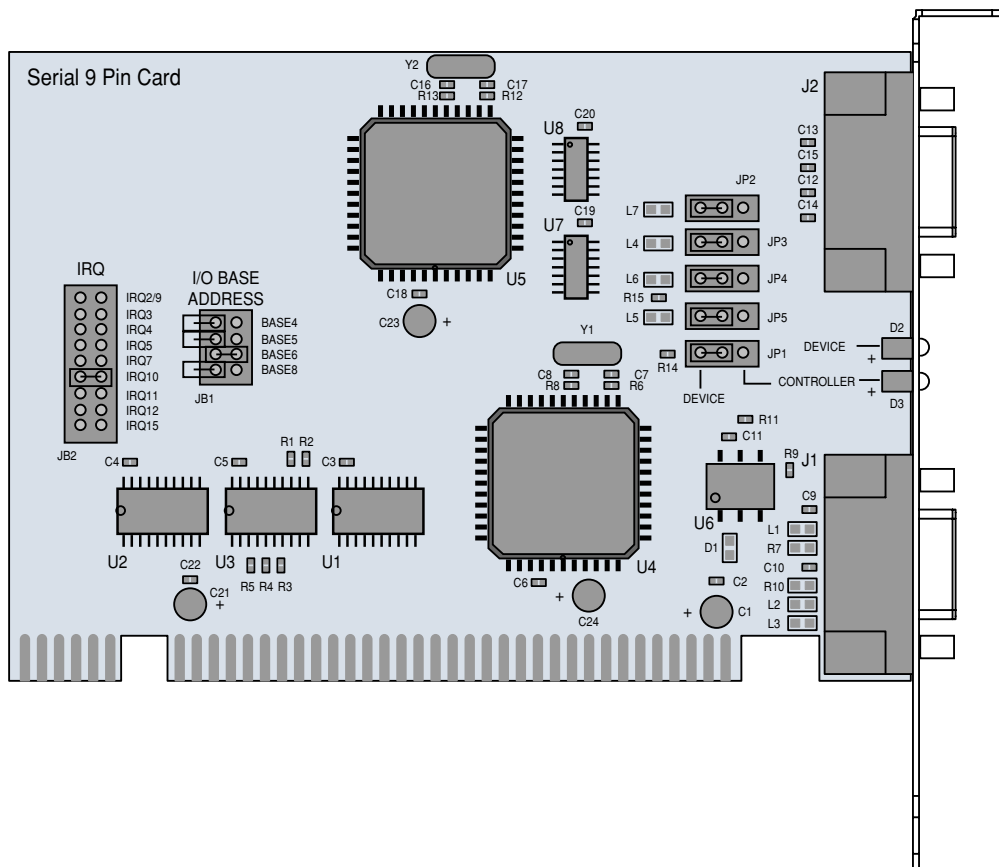 Serial 9 Pin Card
Y2
C16
C17
R13
R12
J2
U8
C20
C13
C15
C12
C14
JP2
L7
C19
U7
L4
JP3
U5
IRQ
I/O BASE
ADDRESS
L6
JP4
C18
R15
IRQ2/9
IRQ3
IRQ4
IRQ5
IRQ7
IRQ10
IRQ11
IRQ12
IRQ15
JB2
BASE4
BASE5
BASE6
BASE8
JB1
C23
+
L5
JP5
Y1
D2
DEVICE
+
R14
JP1
C8
C7
R8
R6
DEVICE
CONTROLLER
+
D3
R11
C11
R1
R2
C4
C5
C3
R9
J1
C9
U6
L1
D1
R7
U2
U3
U1
U4
C10
R5
R4
R3
C22
C6
C2
R10
C21
+
+
C24
+
C1
L2
L3